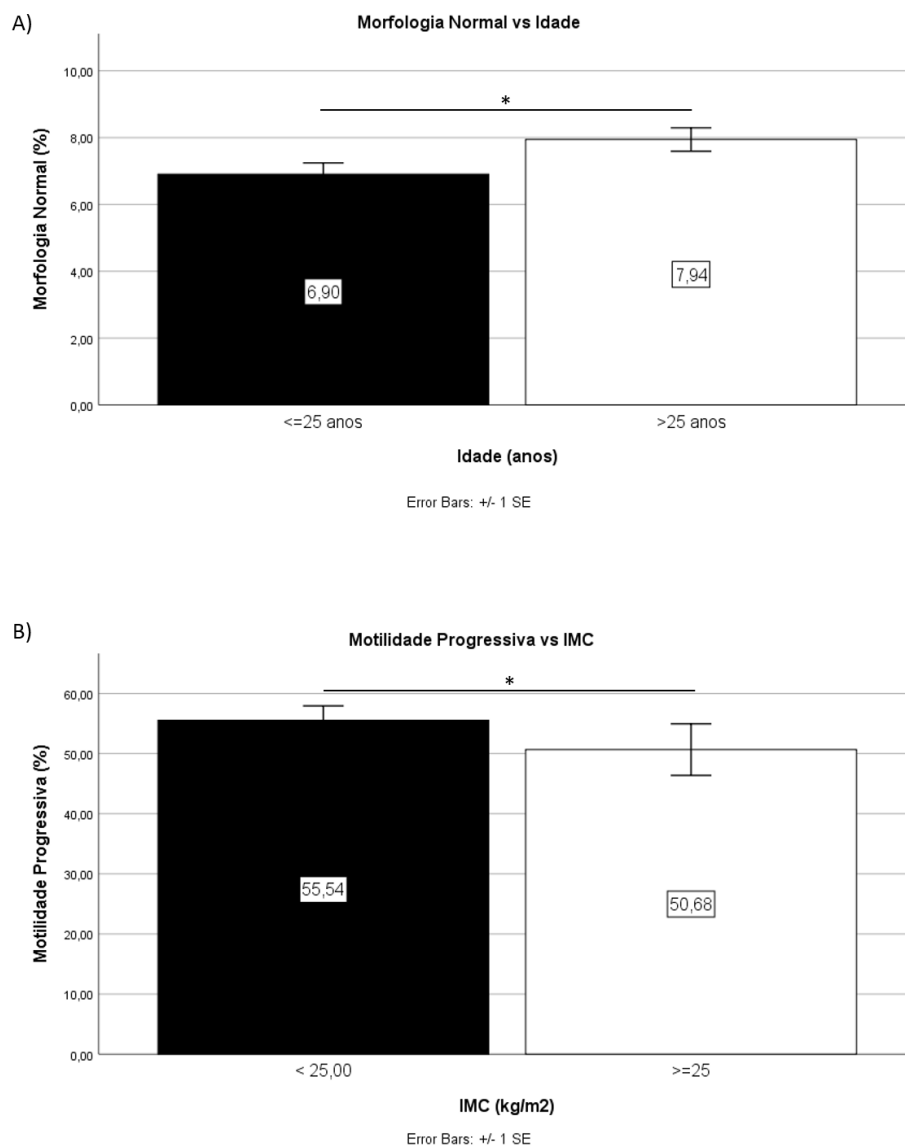 A)
Morfologia Normal vs Idade
*
Morfologia Normal (%)
10,00
8,00
6,00
4,00
2,00
0,00
6,90
7,94
<=25 anos
>25 anos
Idade (anos)
Error Bars: +/- 1 SE
B)
Motilidade Progressiva vs IMC
*
Motilidade Progressiva (%)
60,00
50,00
40,00
30,00
20,00
10,00
0,00
55,54
50,68
< 25,00
>=25
IMC (kg/m2)
Error Bars: +/- 1 SE